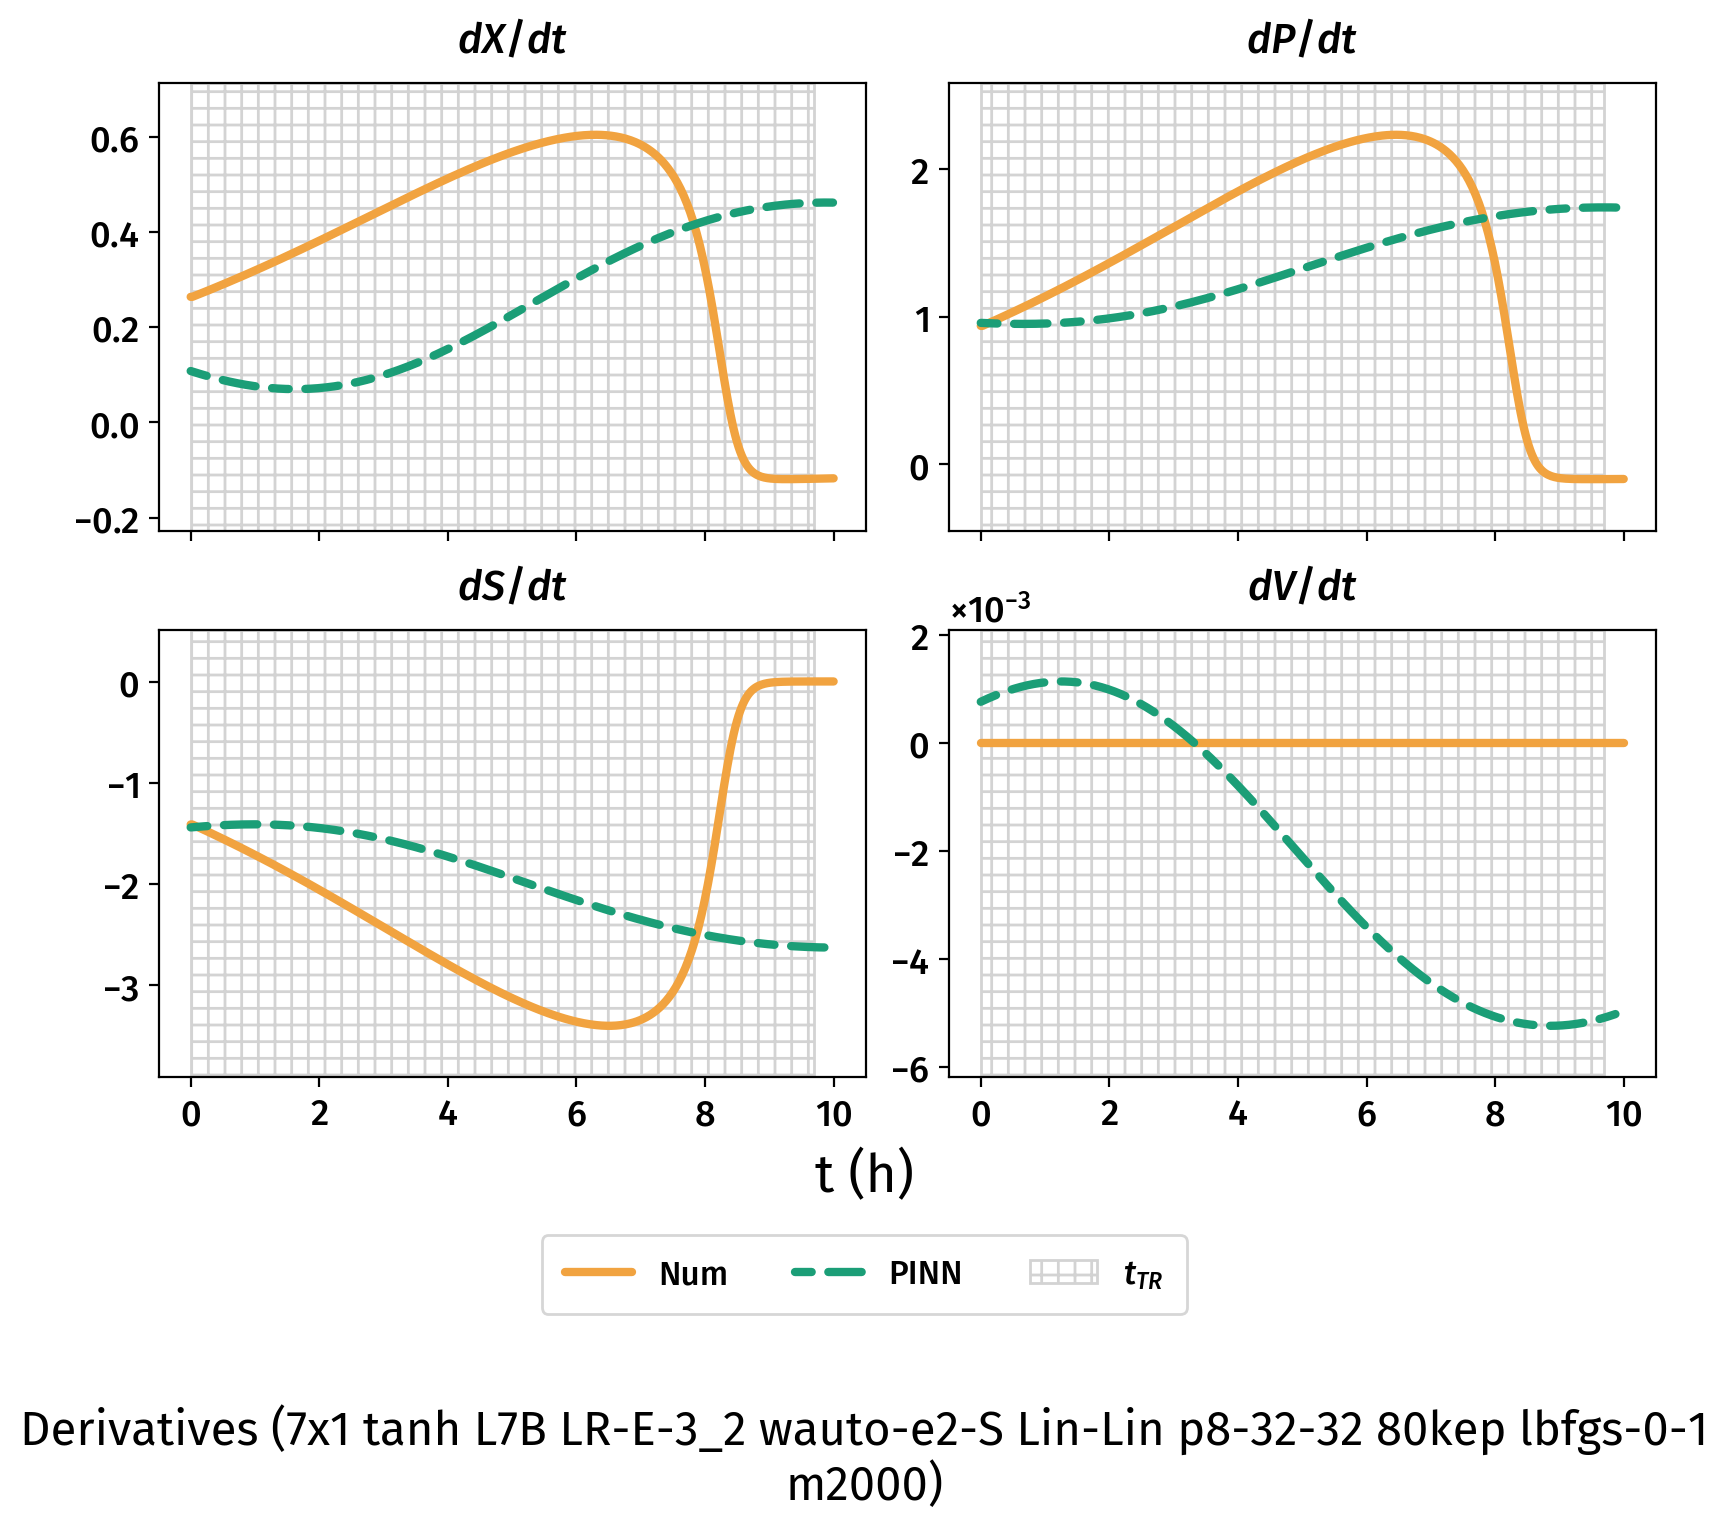 dX/dt
dP/dt
0.6
0.4
0.2
0.0
−0.2
2
1
0
dS/dt
dV/dt
×10⁻³
0
−1
−2
−3
2
0
−2
−4
−6
0 2 4 6 8 10
0 2 4 6 8 10
t (h)
Num PINN t_TR
Derivatives (7x1 tanh L7B LR-E-3_2 wauto-e2-S Lin-Lin p8-32-32 80kep lbfgs-0-1
m2000)